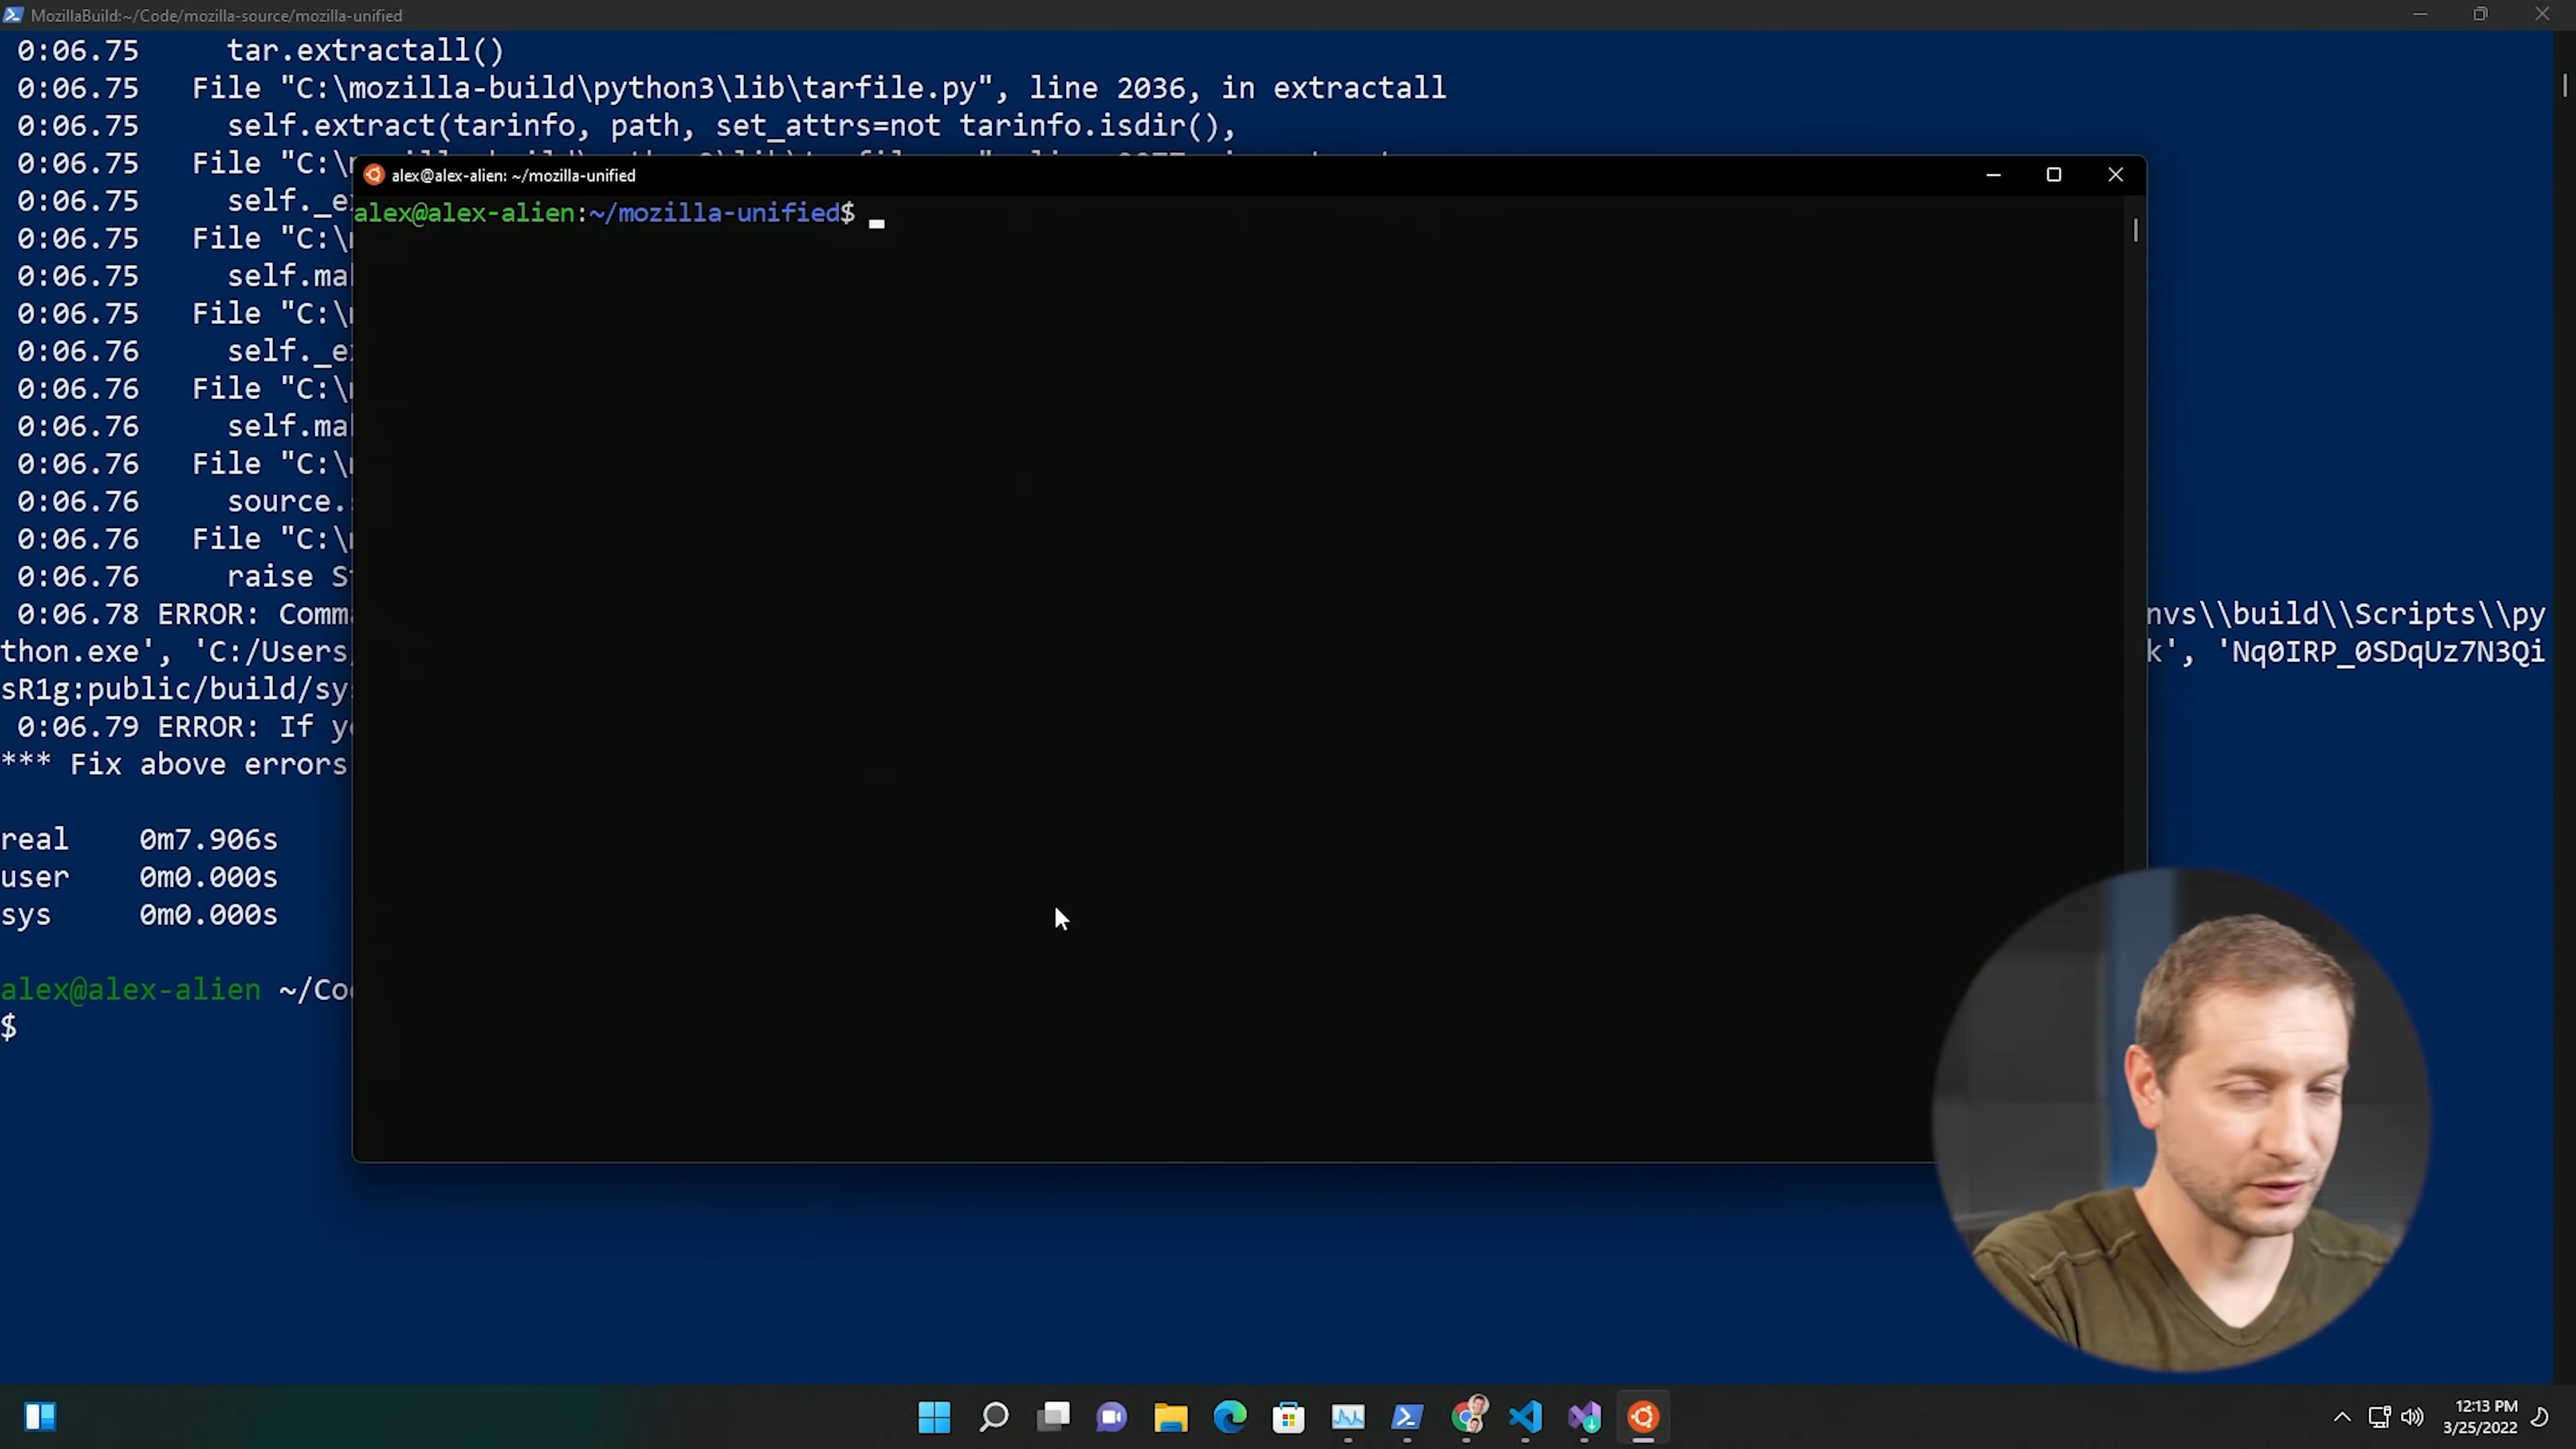 MozillaBuild:~/Code/mozilla-source/mozilla-unified
0:06.75 tar.extractall()
0:06.75 File "C:\mozilla-build\python3\lib\tarfile.py", line 2036, in extractall
0:06.75 self.extract(tarinfo, path, set_attrs=not tarinfo.isdir(),
0:06.75 File "C:\
0:06.75 self._e
0:06.75 File "C:\
0:06.75 self.ma
0:06.75 File "C:\
0:06.76 self._e
0:06.76 File "C:\
0:06.76 self.ma
0:06.76 File "C:\
0:06.76 source.
0:06.76 File "C:\
0:06.76 raise S
0:06.78 ERROR: Comm nvs\\build\\Scripts\\py
thon.exe', 'C:/Users k', 'Nq0IRP_0SDqUz7N3Qi
sR1g:public/build/sy
0:06.79 ERROR: If y
*** Fix above errors
real 0m7.906s
user 0m0.000s
sys 0m0.000s
alex@alex-alien ~/Co
$
alex@alex-alien: ~/mozilla-unified
alex@alex-alien:~/mozilla-unified$
12:13 PM
3/25/2022